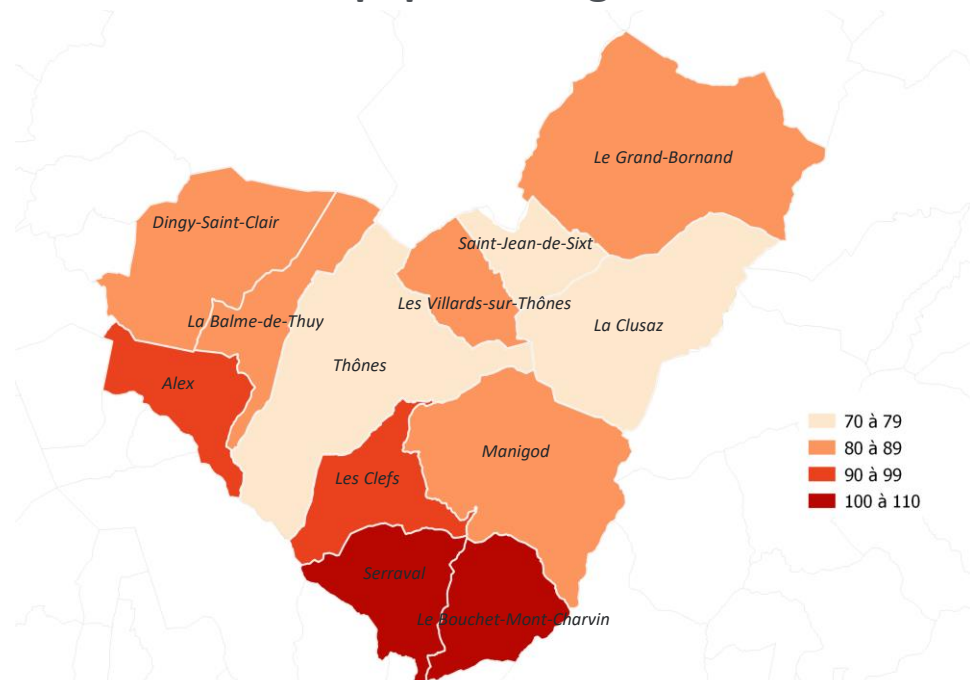 Le Grand-Bornand
Dingy-Saint-Clair
Saint-Jean-de-Sixt
Les Villards-sur-Thônes
La Balme-de-Thuy
La Clusaz
Thônes
Alex
Manigod
Les Clefs
Serraval
Le Bouchet-Mont-Charvin
70 à 79
80 à 89
90 à 99
100 à 110